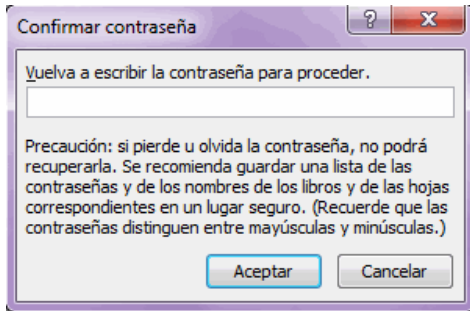 Confirmar contraseña
Vuelva a escribir la contraseña para proceder.
Precaución: si pierde u olvida la contraseña, no podrá
recuperarla. Se recomienda guardar una lista de las
contraseñas y de los nombres de los libros y de las hojas
correspondientes en un lugar seguro. (Recuerde que las
contraseñas distinguen entre mayúsculas y minúsculas.)
Aceptar Cancelar